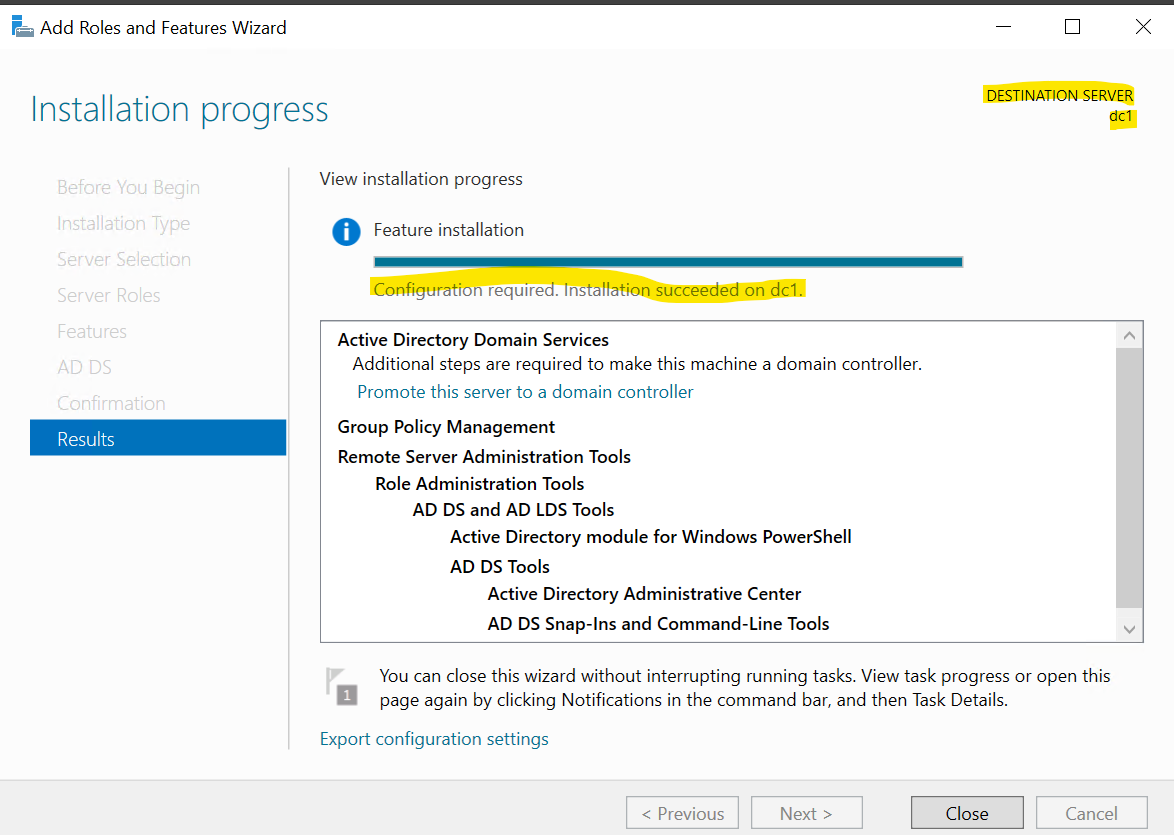 Add Roles and Features Wizard
Installation progress
DESTINATION SERVER
dc1
Before You Begin
Installation Type
Server Selection
Server Roles
Features
AD DS
Confirmation
Results
View installation progress
Feature installation
Configuration required. Installation succeeded on dc1.
Active Directory Domain Services
Additional steps are required to make this machine a domain controller.
Promote this server to a domain controller
Group Policy Management
Remote Server Administration Tools
Role Administration Tools
AD DS and AD LDS Tools
Active Directory module for Windows PowerShell
AD DS Tools
Active Directory Administrative Center
AD DS Snap-Ins and Command-Line Tools
1
You can close this wizard without interrupting running tasks. View task progress or open this
page again by clicking Notifications in the command bar, and then Task Details.
Export configuration settings
< Previous
Next >
Close
Cancel